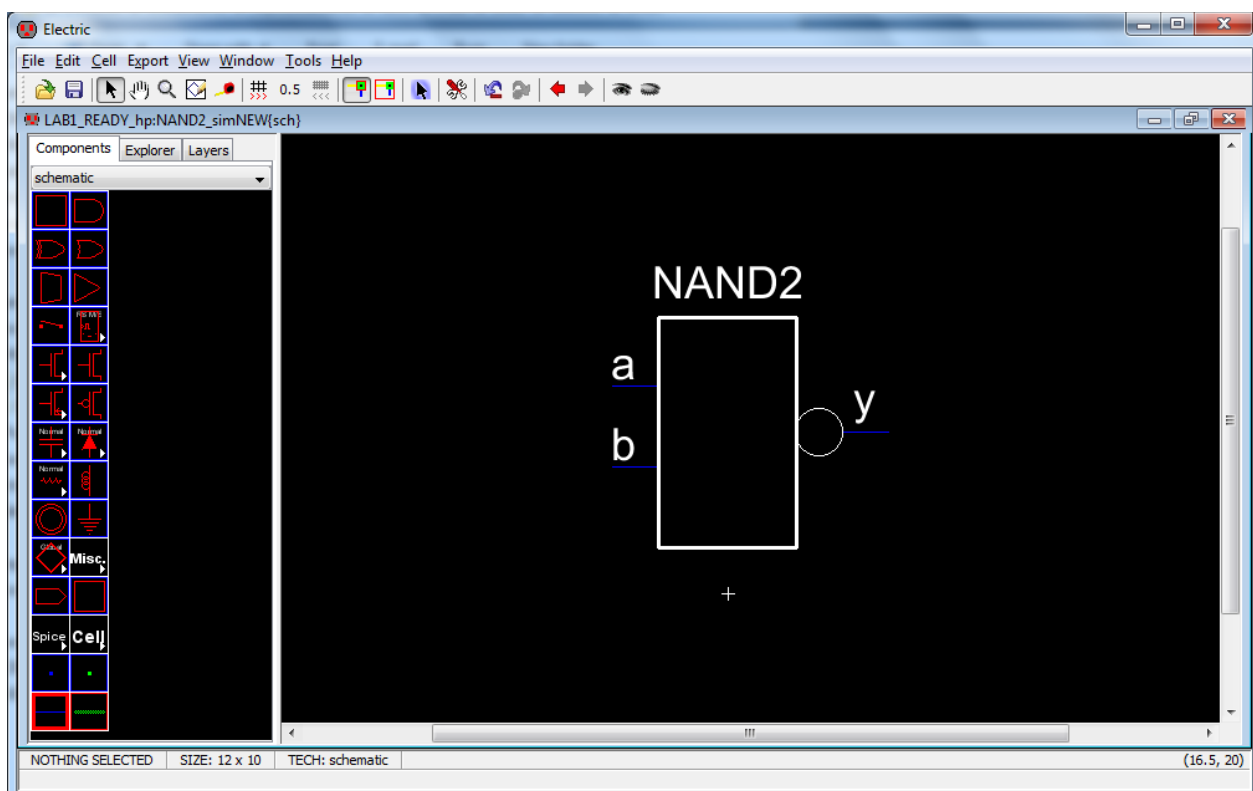 Electric
File Edit Cell Export View Window Tools Help
0.5
LAB1_READY_hp:NAND2_simNEW{sch}
Components Explorer Layers
schematic
Normal Normal
Normal
Global Misc.
Spice Cell
NAND2
a
b
y
NOTHING SELECTED SIZE: 12 x 10 TECH: schematic (16.5, 20)